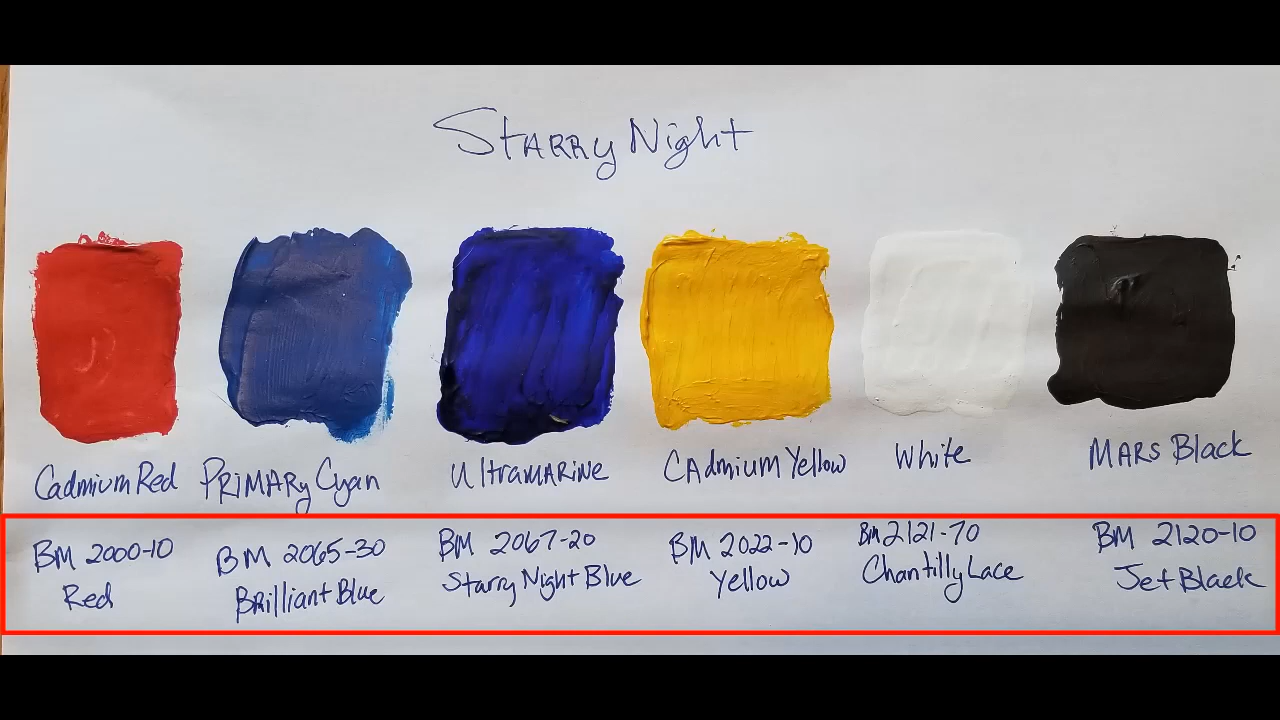 Starry Night
Cadmium Red
Primary Cyan
Ultramarine
Cadmium Yellow
White
Mars Black
BM 2000-10
Red
BM 2065-30
Brilliant Blue
BM 2067-20
Starry Night Blue
BM 2022-10
Yellow
BM 2121-70
Chantilly Lace
BM 2120-10
Jet Black